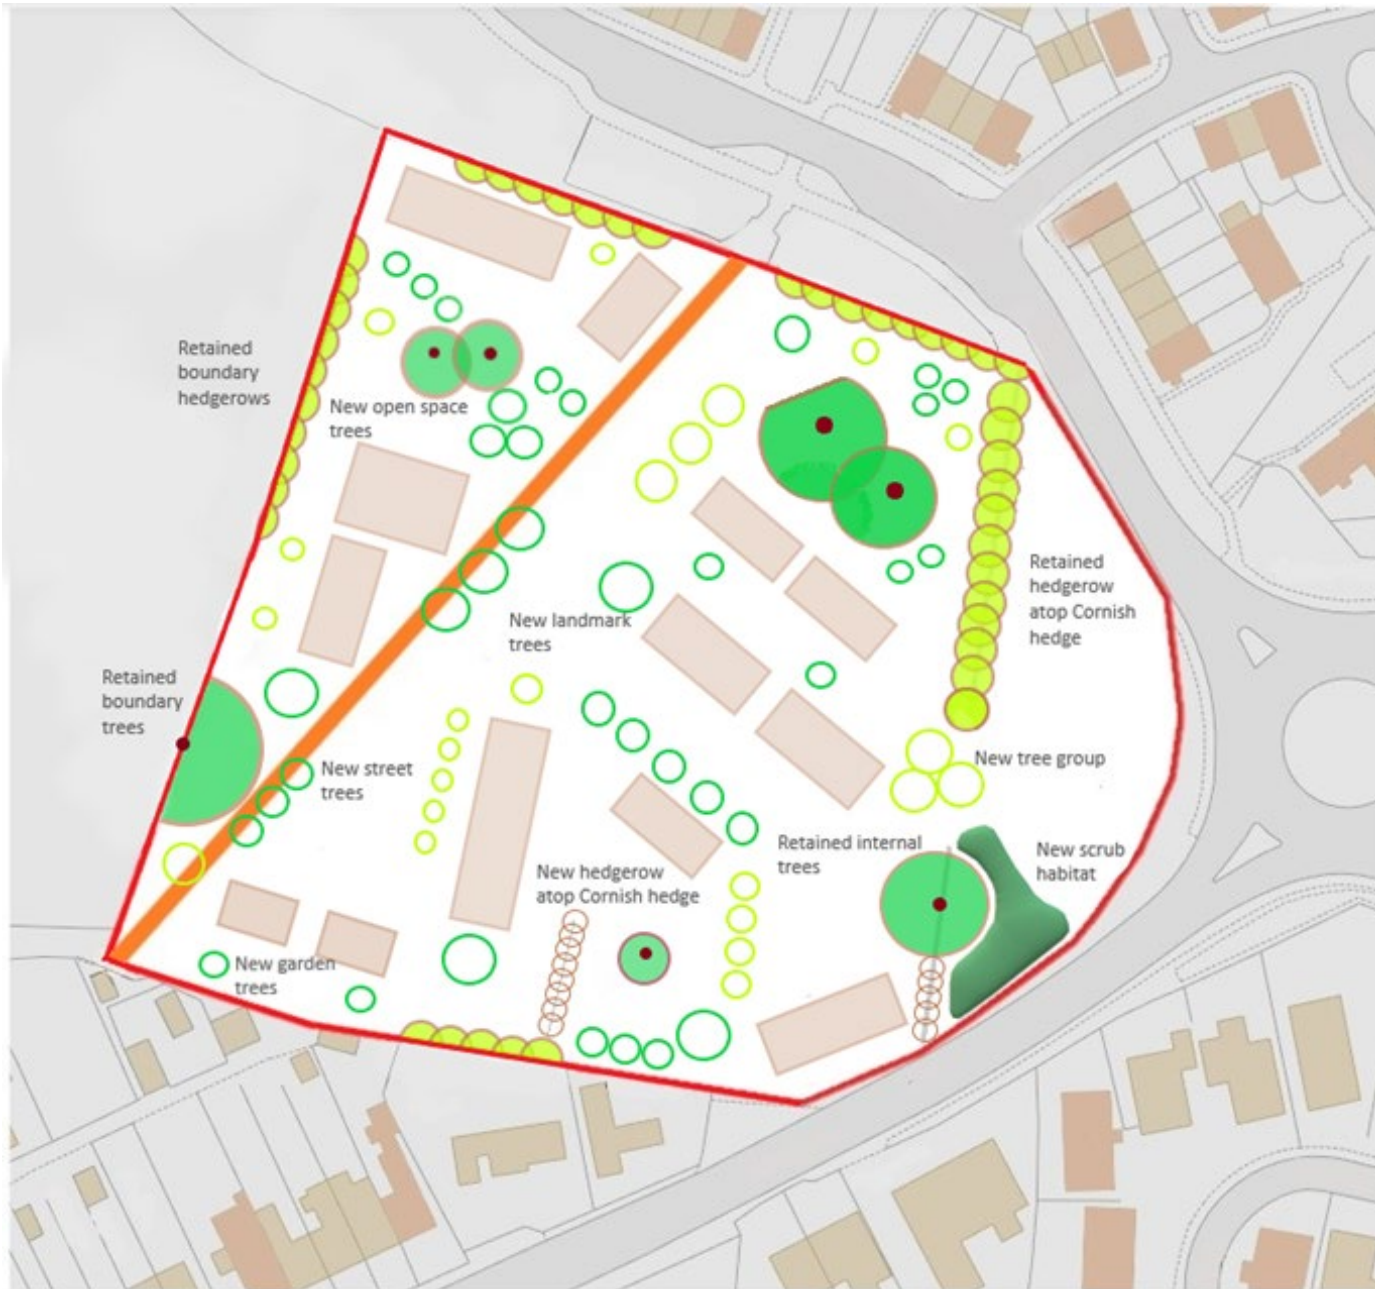 Retained
boundary
hedgerows
New open space
trees
Retained
hedgerow
atop Cornish
hedge
New landmark
trees
Retained
boundary
trees
New street
trees
New tree group
Retained internal
trees
New scrub
habitat
New hedgerow
atop Cornish hedge
New garden
trees